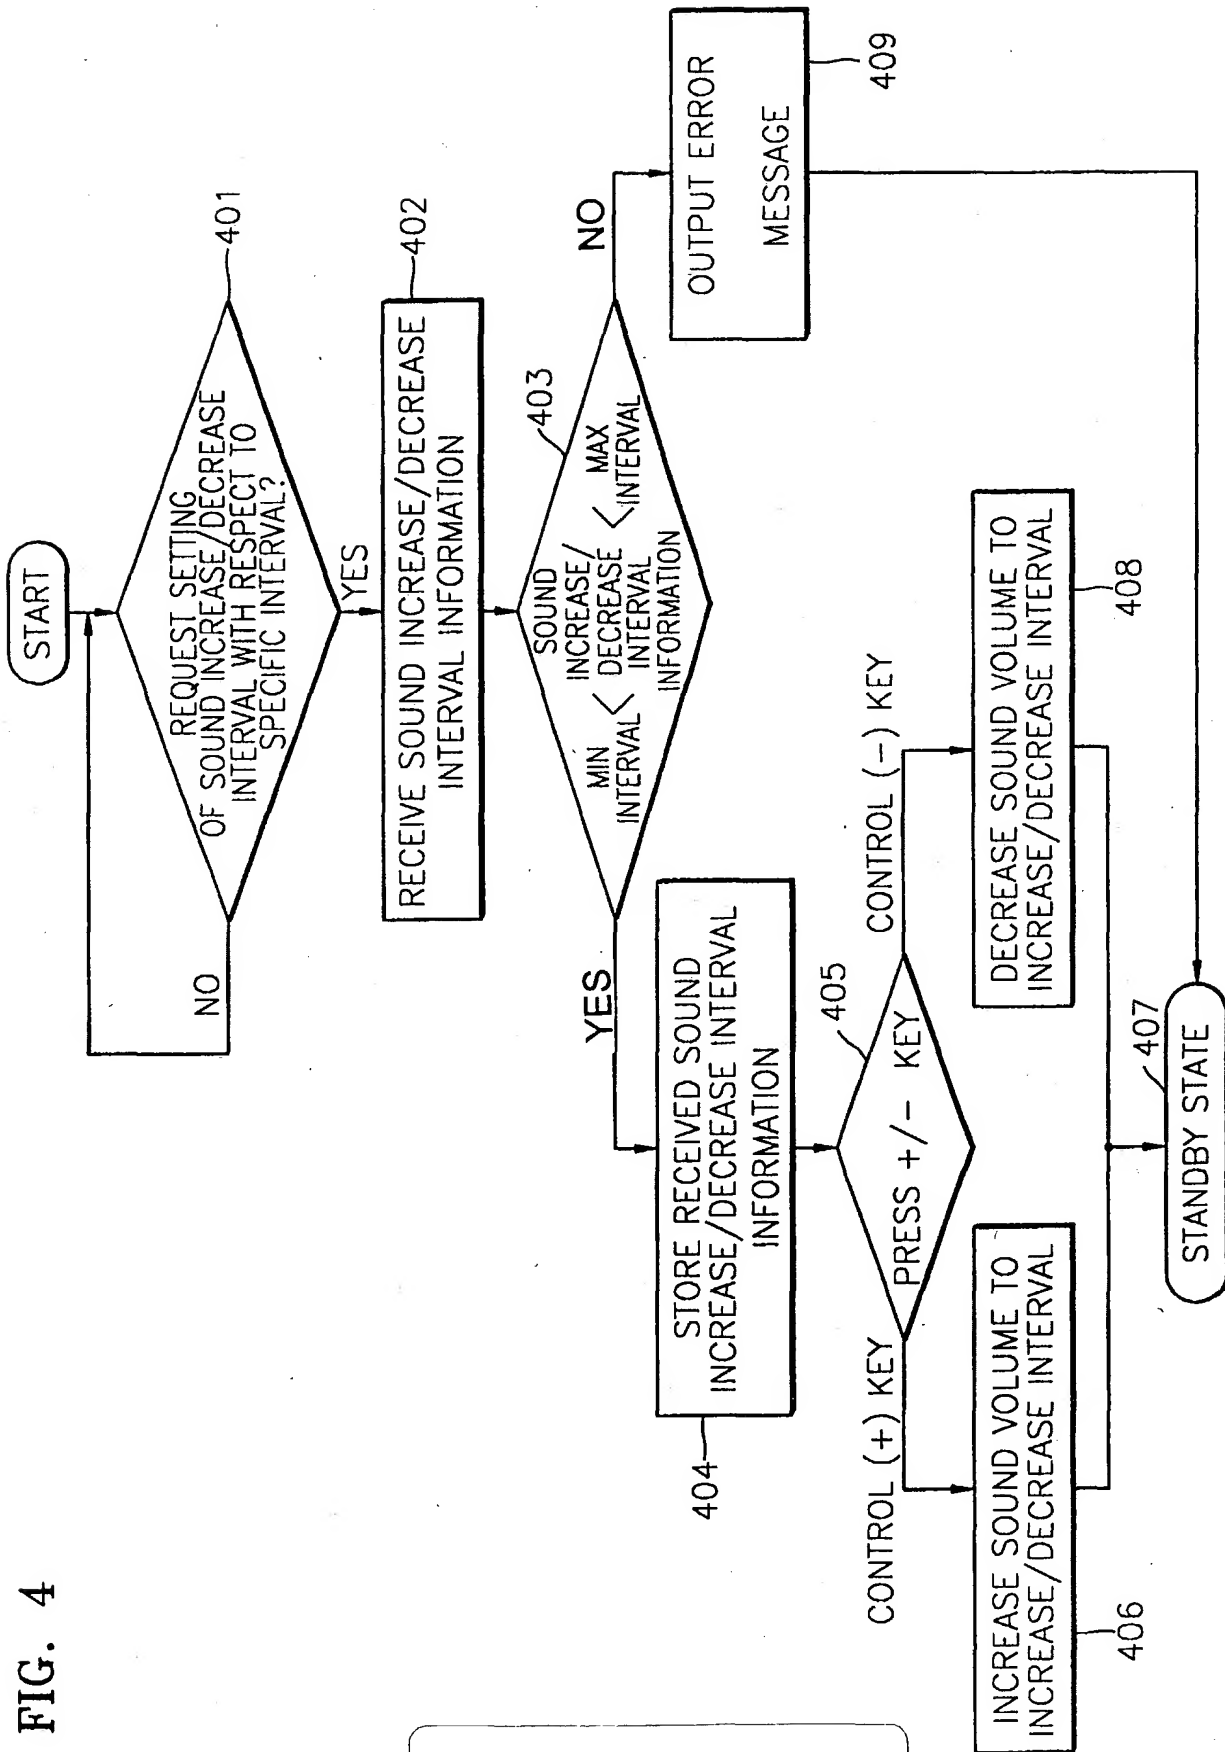 FIG. 4
START
REQUEST SETTING
OF SOUND INCREASE/DECREASE
INTERVAL WITH RESPECT TO
SPECIFIC INTERVAL?
401
NO
YES
RECEIVE SOUND INCREASE/DECREASE
INTERVAL INFORMATION
402
MIN
INTERVAL
<
SOUND
INCREASE/
DECREASE
INTERVAL
INFORMATION
<
MAX
INTERVAL
403
YES
NO
STORE RECEIVED SOUND
INCREASE/DECREASE INTERVAL
INFORMATION
404
OUTPUT ERROR
MESSAGE
409
PRESS +/- KEY
405
CONTROL (+) KEY
CONTROL (-) KEY
INCREASE SOUND VOLUME TO
INCREASE/DECREASE INTERVAL
406
DECREASE SOUND VOLUME TO
INCREASE/DECREASE INTERVAL
408
STANDBY STATE
407